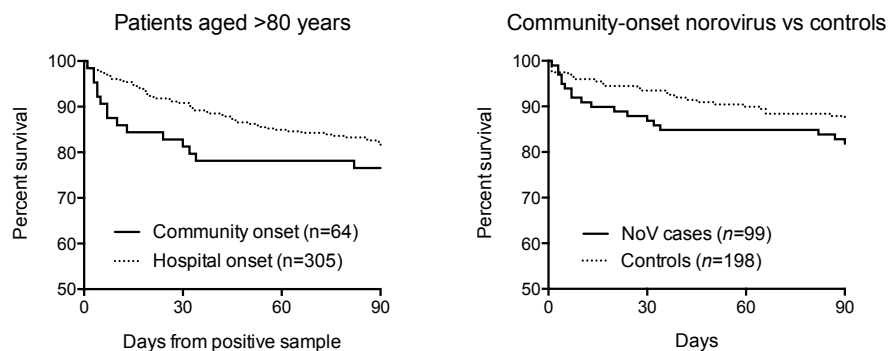 Patients aged >80 years
Percent survival
100
90
80
70
60
50
Community onset (n=64)
Hospital onset (n=305)
0
30
60
90
Days from positive sample
Community-onset norovirus vs controls
Percent survival
100
90
80
70
60
50
NoV cases (n=99)
Controls (n=198)
0
30
60
90
Days